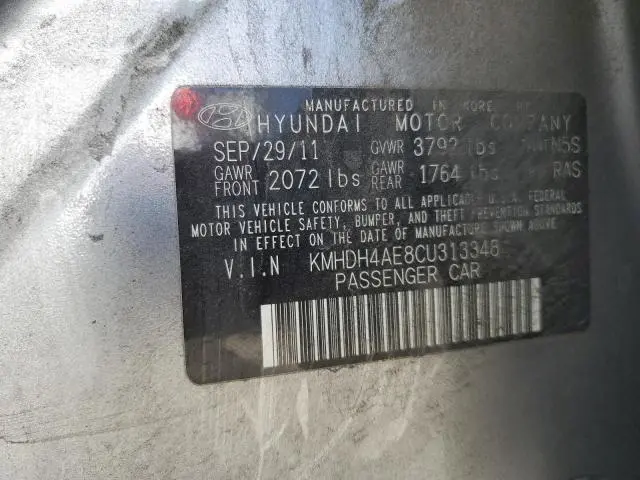 MANUFACTURED IN KOREA BY
HYUNDAI MOTOR COMPANY
SEP/29/11 GVWR 3792 lbs M5S
GAWR FRONT 2072 lbs GAWR REAR 1764 lbs RAS
THIS VEHICLE CONFORMS TO ALL APPLICABLE U.S. FEDERAL
MOTOR VEHICLE SAFETY, BUMPER, AND THEFT PREVENTION STANDARDS
IN EFFECT ON THE DATE OF MANUFACTURE SHOWN ABOVE
V.I.N KMHDH4AE8CU313348
PASSENGER CAR